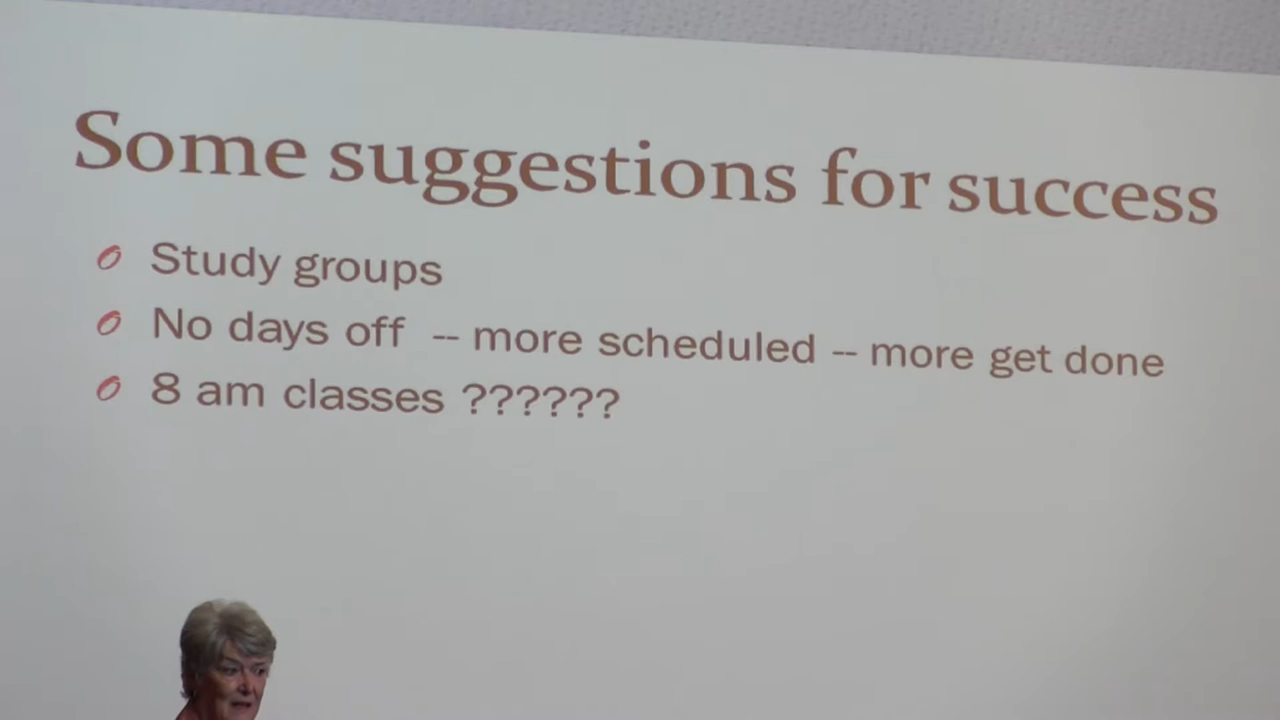 Some suggestions for success
Study groups
No days off -- more scheduled -- more get done
8 am classes ??????